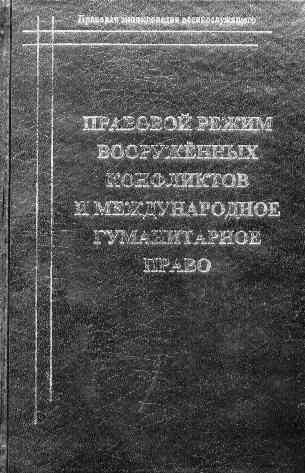 Правовая энциклопедия военнослужащего
ПРАВОВОЙ РЕЖИМ
ВООРУЖЁННЫХ
КОНФЛИКТОВ
И МЕЖДУНАРОДНОЕ
ГУМАНИТАРНОЕ
ПРАВО